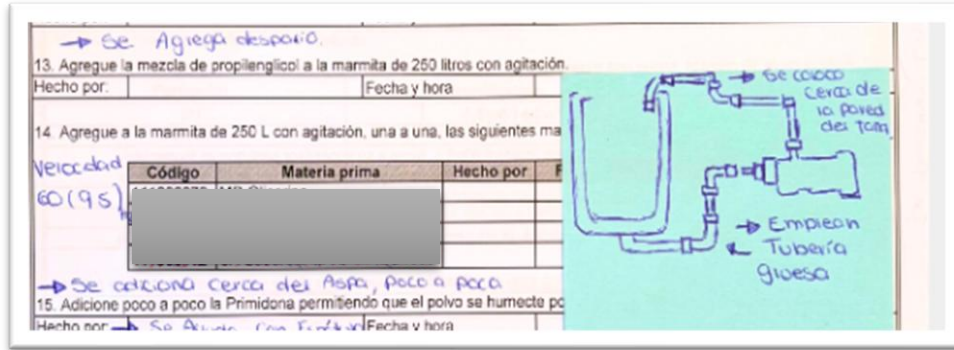 → Se Agrega despacio.
13. Agregue la mezcla de propilenglicol a la marmita de 250 litros con agitación.
Hecho por: Fecha y hora
14 Agregue a la marmita de 250 L con agitación, una a una, las siguientes ma
Velocidad
60 (95)
Código Materia prima Hecho por F
→ Se adiciona cerca del Aspa, poco a poco
15. Adicione poco a poco la Primidona permitiendo que el polvo se humecte po
Hecho por: → Se Fecha y hora
→ Se coloco
cerca de
la pared
del
→ Emplean
Tubería
gruesa